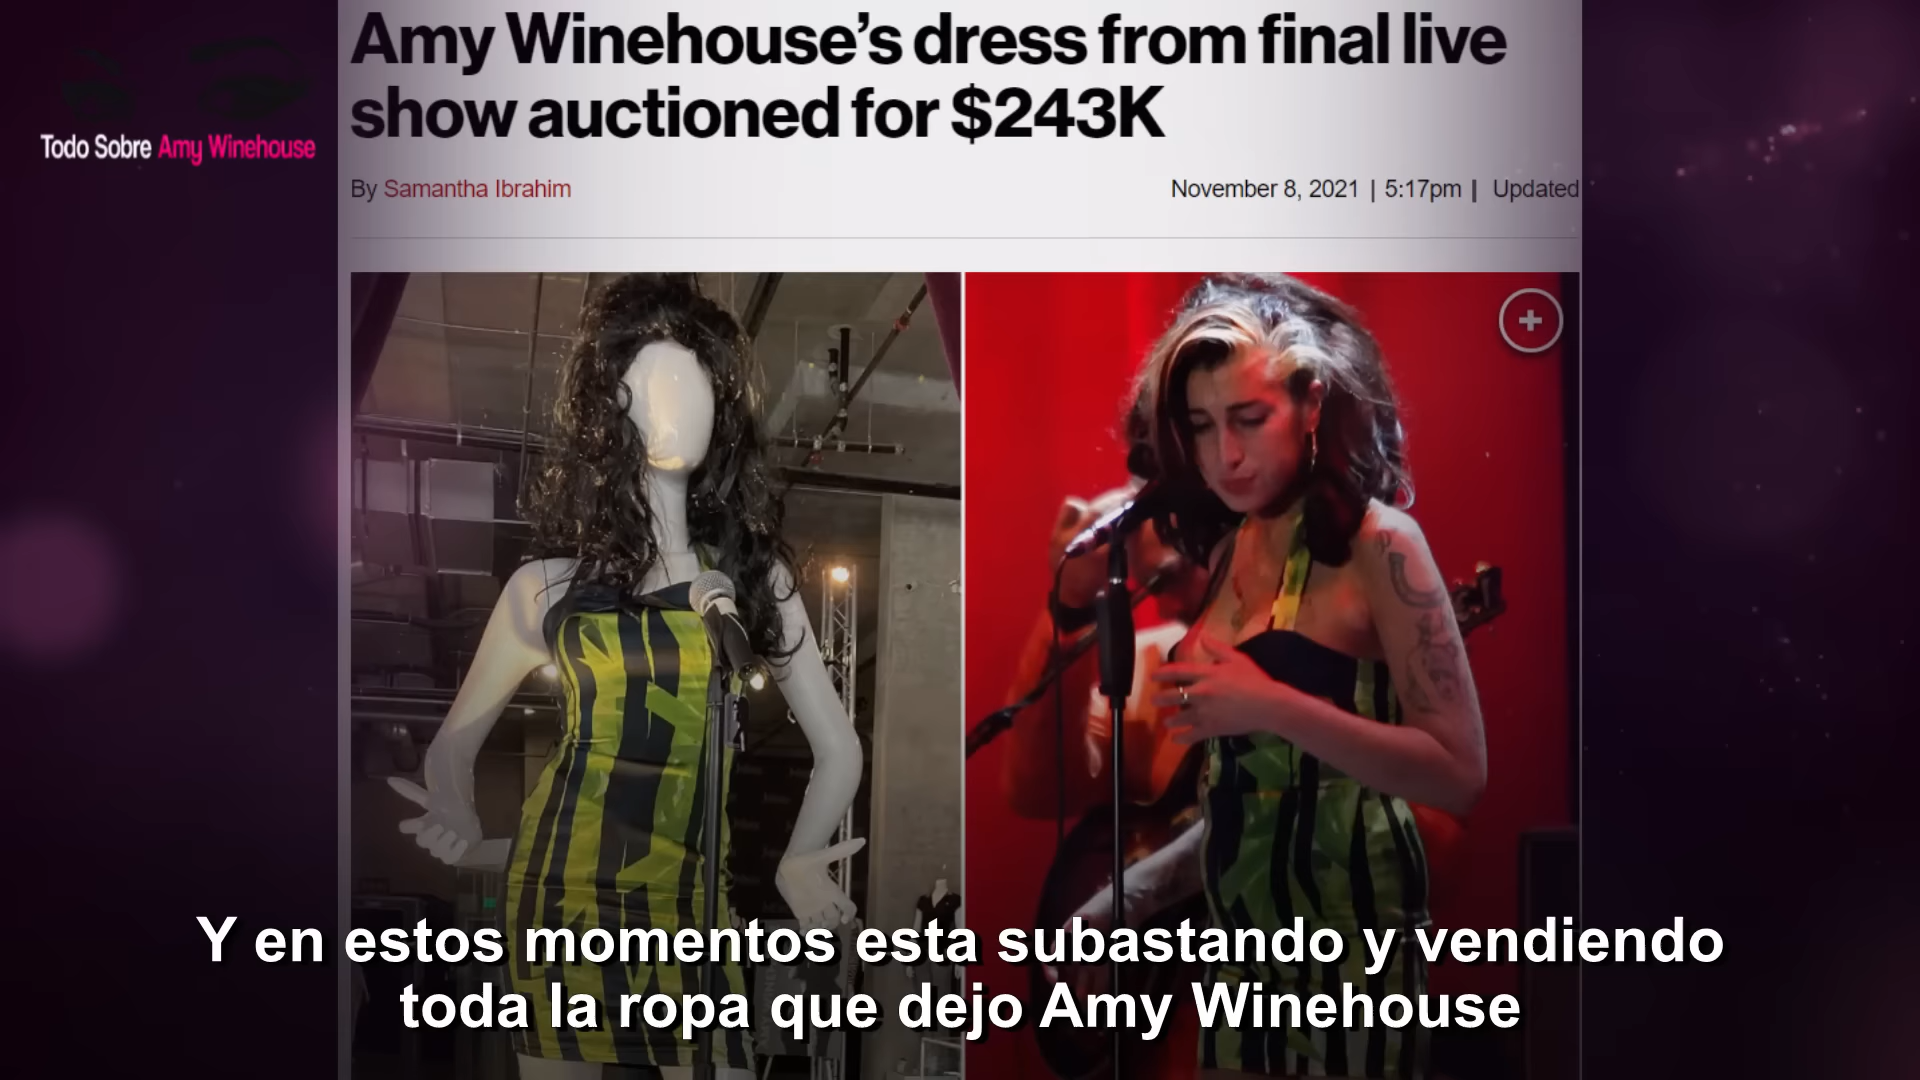 Amy Winehouse's dress from final live
show auctioned for $243K
Todo Sobre Amy Winehouse
By Samantha Ibrahim
November 8, 2021 | 5:17pm | Updated
Y en estos momentos esta subastando y vendiendo
toda la ropa que dejo Amy Winehouse